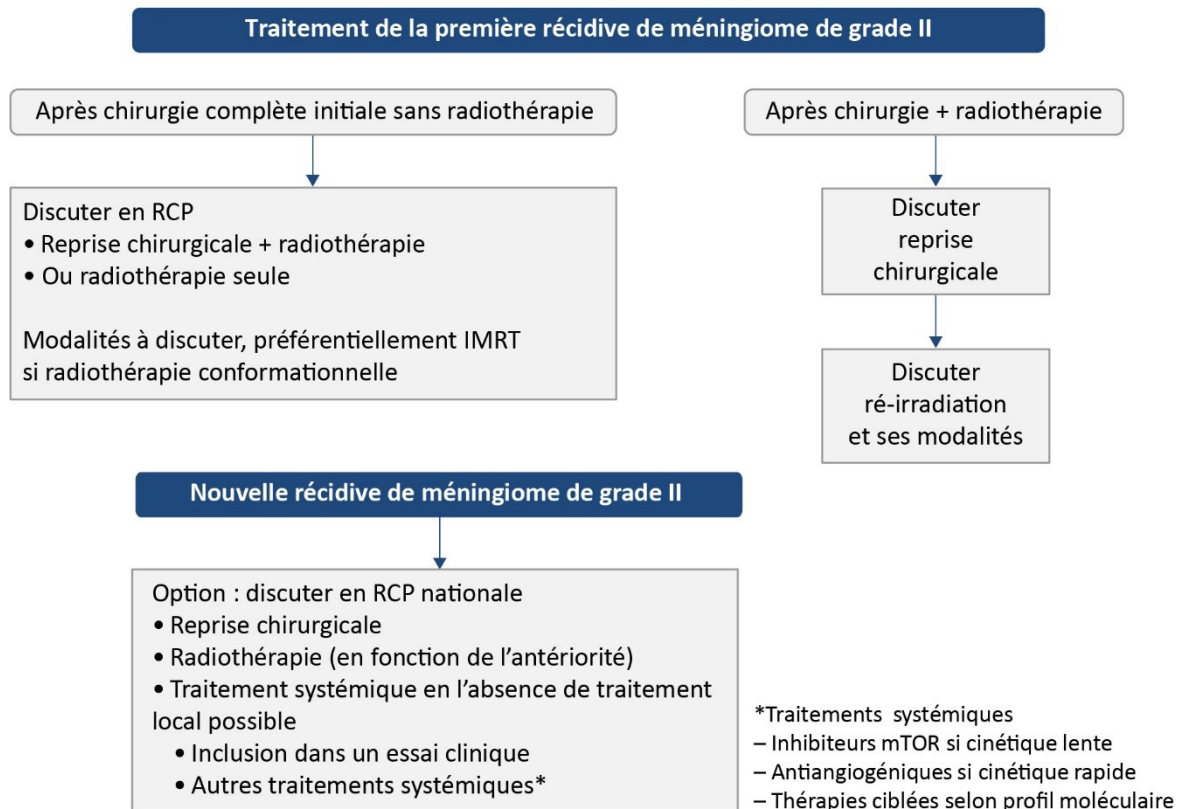 Traitement de la première récidive de méningiome de grade II
Après chirurgie complète initiale sans radiothérapie
Discuter en RCP
• Reprise chirurgicale + radiothérapie
• Ou radiothérapie seule
Modalités à discuter, préférentiellement IMRT
si radiothérapie conformationnelle
Après chirurgie + radiothérapie
Discuter
reprise
chirurgicale
Discuter
ré-irradiation
et ses modalités
Nouvelle récidive de méningiome de grade II
Option : discuter en RCP nationale
• Reprise chirurgicale
• Radiothérapie (en fonction de l’antériorité)
• Traitement systémique en l’absence de traitement
local possible
• Inclusion dans un essai clinique
• Autres traitements systémiques*
*Traitements systémiques
– Inhibiteurs mTOR si cinétique lente
– Antiangiogéniques si cinétique rapide
– Thérapies ciblées selon profil moléculaire